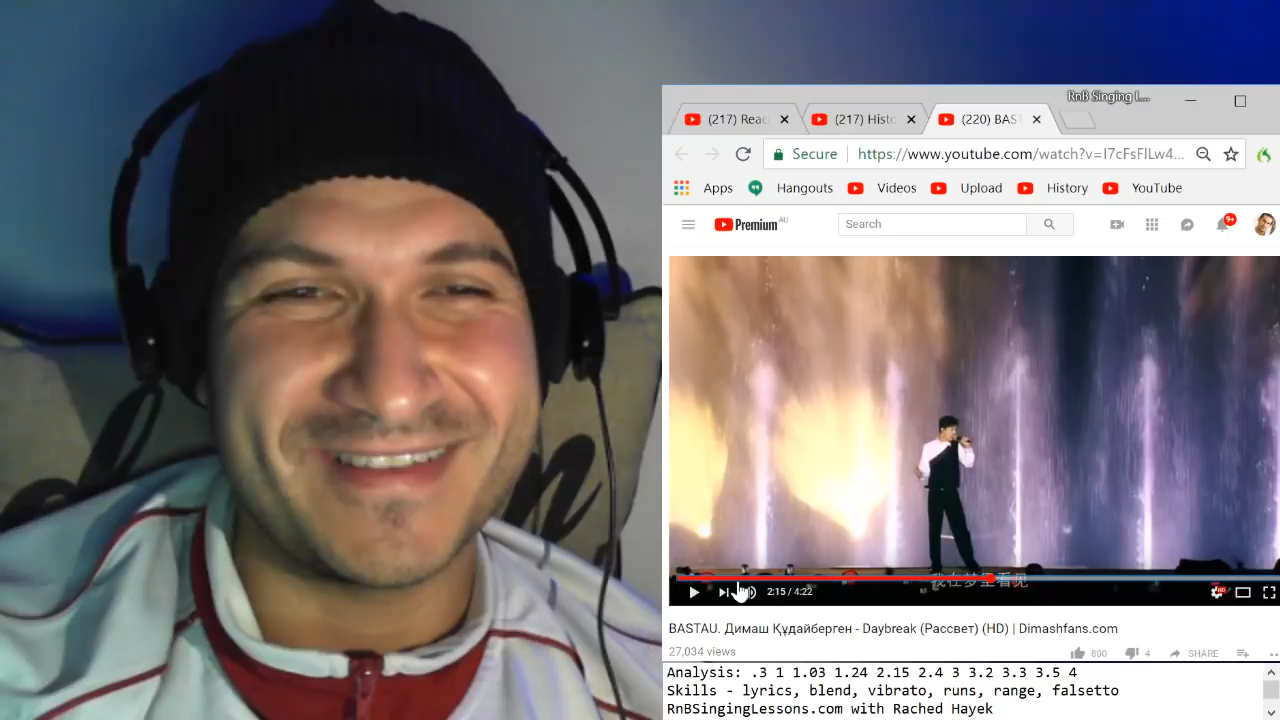 RnB Singing L...
(217) Reac
(217) Histo
(220) BAS
Secure
https://www.youtube.com/watch?v=I7cFsFlLw4...
Apps
Hangouts
Videos
Upload
History
YouTube
Premium AU
Search
9+
我在梦里看见
2:15 / 4:22
HD
BASTAU. Димаш Құдайберген - Daybreak (Рассвет) (HD) | Dimashfans.com
27,034 views
800
4
SHARE
Analysis: .3 1 1.03 1.24 2.15 2.4 3 3.2 3.3 3.5 4
Skills - lyrics, blend, vibrato, runs, range, falsetto
RnBSingingLessons.com with Rached Hayek